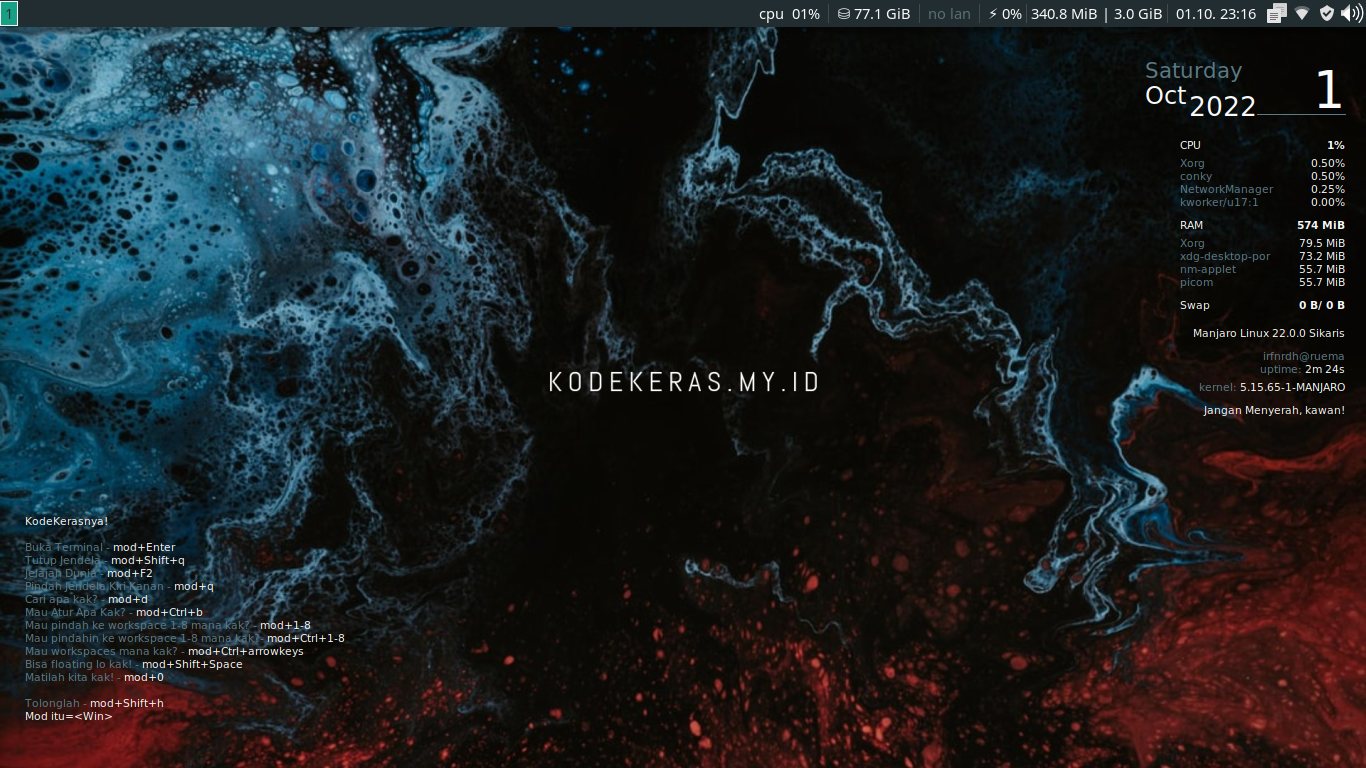 1
cpu 01% 77.1 GiB no lan ⚡ 0% 340.8 MiB | 3.0 GiB 01.10. 23:16
Saturday
Oct 2022 1
CPU 1%
Xorg 0.50%
conky 0.50%
NetworkManager 0.25%
kworker/u17:1 0.00%
RAM 574 MiB
Xorg 79.5 MiB
xdg-desktop-por 73.2 MiB
nm-applet 55.7 MiB
picom 55.7 MiB
Swap 0 B/ 0 B
Manjaro Linux 22.0.0 Sikaris
irfnrdh@ruema
uptime: 2m 24s
kernel: 5.15.65-1-MANJARO
Jangan Menyerah, kawan!
KODEKERAS.MY.ID
KodeKerasnya!
Buka Terminal - mod+Enter
Tutup Jendela - mod+Shift+q
Jelajah Dunia - mod+F2
Pindah Jendela Kiri-Kanan - mod+q
Cari apa kak? - mod+d
Mau Atur Apa Kak? - mod+Ctrl+b
Mau pindah ke workspace 1-8 mana kak? - mod+1-8
Mau pindahin ke workspace 1-8 mana kak? - mod+Ctrl+1-8
Mau workspaces mana kak? - mod+Ctrl+arrowkeys
Bisa floating lo kak! - mod+Shift+Space
Matilah kita kak! - mod+0
Tolonglah - mod+Shift+h
Mod itu=<Win>